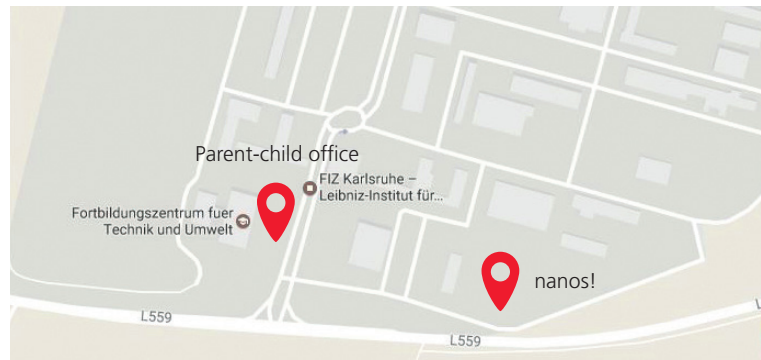 Parent-child office
FIZ Karlsruhe –
Leibniz-Institut für...
Fortbildungszentrum fuer
Technik und Umwelt
nanos!
L559
L559
L